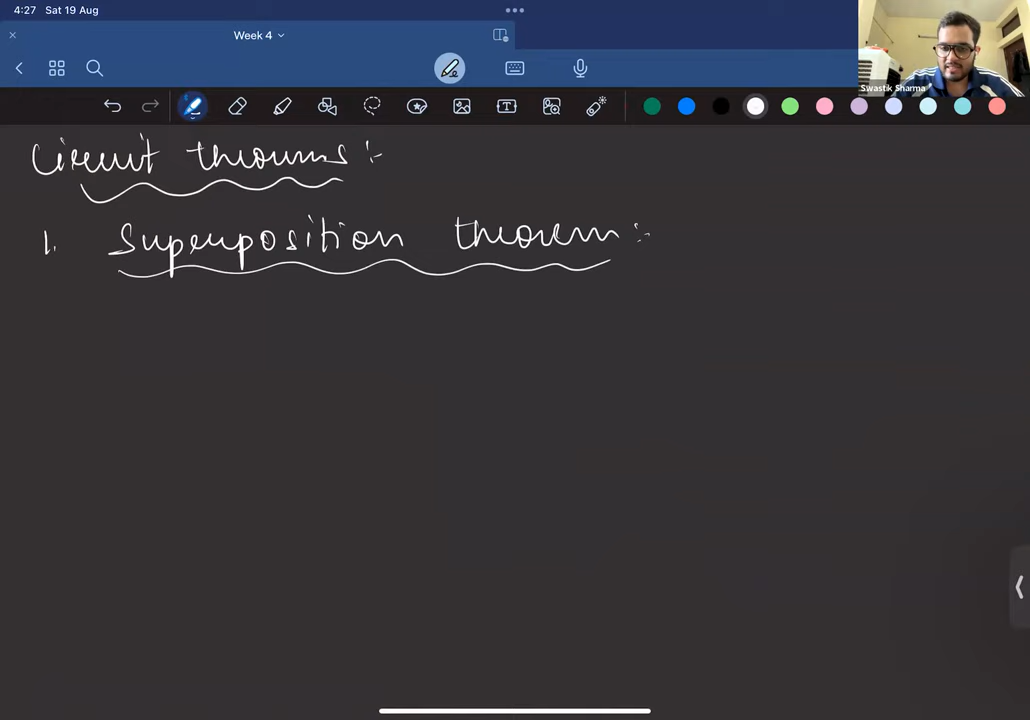 4:27 Sat 19 Aug
Week 4
Swastik Sharma
Circuit theorems :-
1. Superposition theorem :-